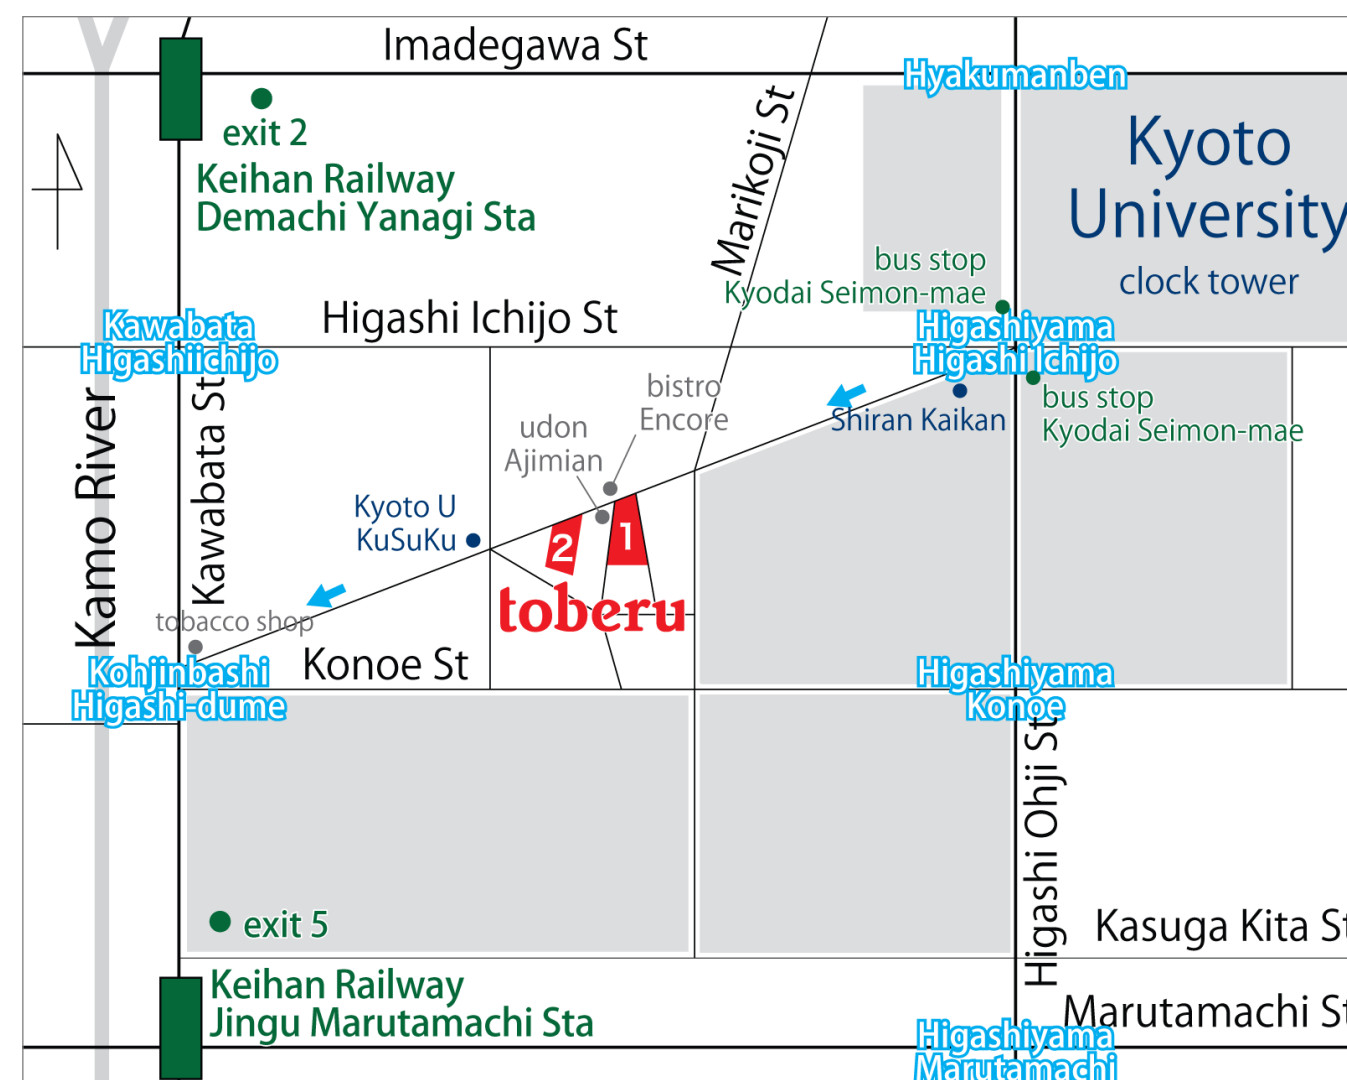 Imadegawa St
Hyakumanben
Kyoto
University
clock tower
exit 2
Keihan Railway
Demachi Yanagi Sta
Marikoji St
bus stop
Kyodai Seimon-mae
Higashi Ichijo St
Kawabata
Higashiichijo
Higashiyama
Higashi Ichijo
bus stop
Kyodai Seimon-mae
Shiran Kaikan
bistro
Encore
udon
Ajimian
Kamo River
Kawabata St
Kyoto U
KuSuKu
1
2
toberu
tobacco shop
Konoe St
Kohjinbashi
Higashi-dume
Higashiyama
Konoe
Higashi Ohji St
exit 5
Kasuga Kita St
Keihan Railway
Jingu Marutamachi Sta
Marutamachi St
Higashiyama
Marutamachi